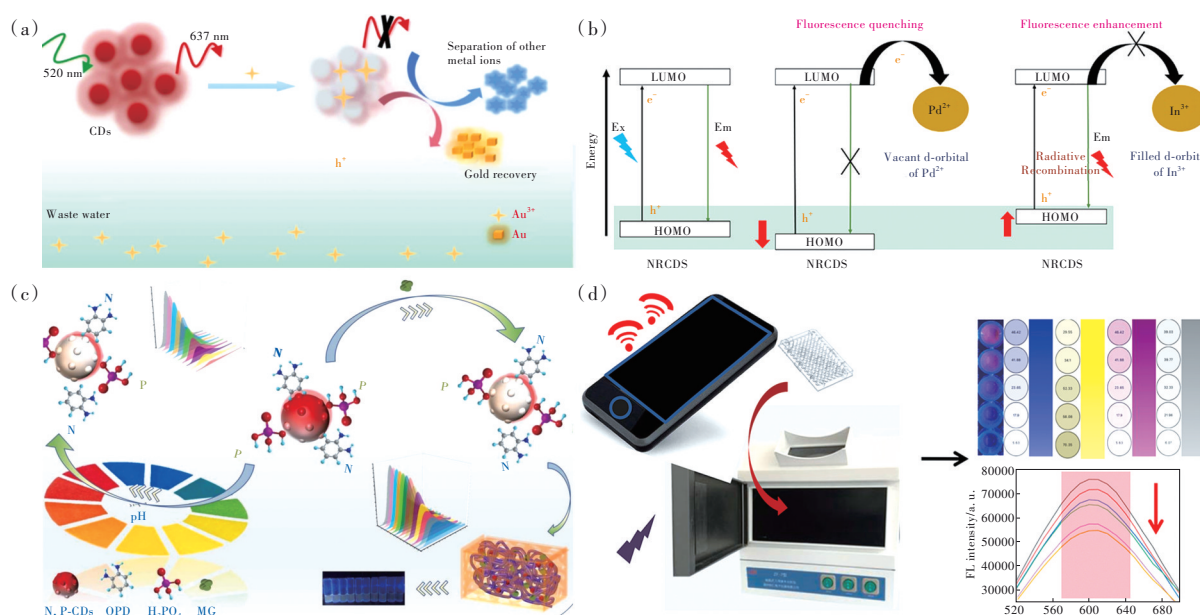 (a)
637 nm
520 nm
CDs
Separation of other
metal ions
h⁺
Gold recovery
Waste water
Au³⁺
Au
(b)
Fluorescence quenching
Fluorescence enhancement
Energy
LUMO
LUMO
LUMO
e⁻
e⁻
e⁻
e⁻
Pd²⁺
In³⁺
Ex
Em
Em
Vacant d-orbital
of Pd²⁺
Radiative
Recombination
Filled d-orbit
of In³⁺
h⁺
h⁺
h⁺
HOMO
HOMO
HOMO
NRCDS
NRCDS
NRCDS
(c)
N
P
N
N
P
N
P
N
P
N
pH
N, P-CDs
OPD
H₃PO₄
MG
(d)
FL intensity/a. u.
80000
70000
60000
50000
40000
30000
520
560
600
640
680